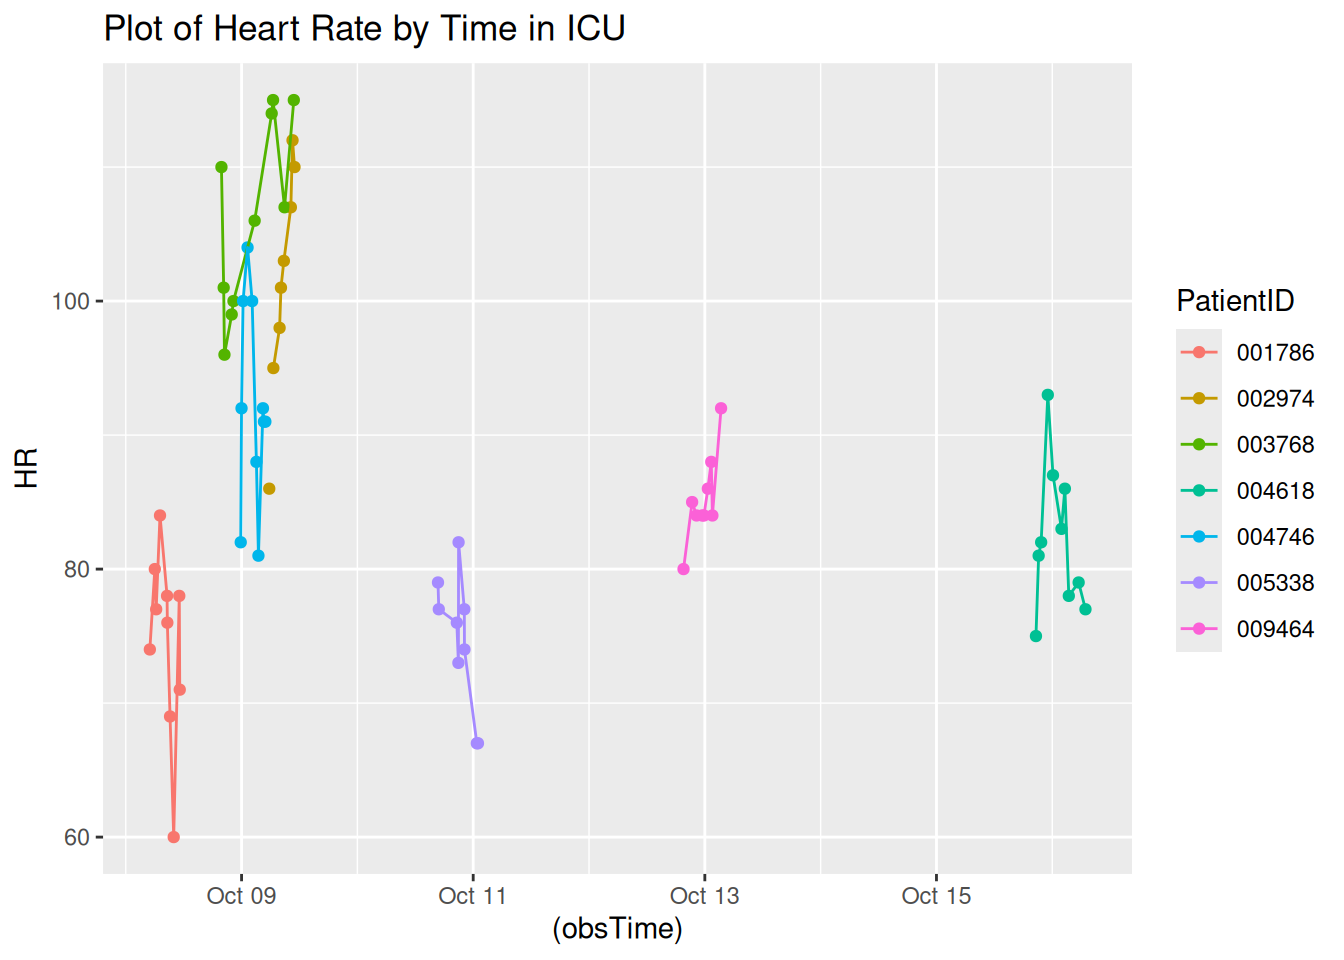 Plot of Heart Rate by Time in ICU
HR
100
80
60
Oct 09
Oct 11
Oct 13
Oct 15
(obsTime)
PatientID
001786
002974
003768
004618
004746
005338
009464